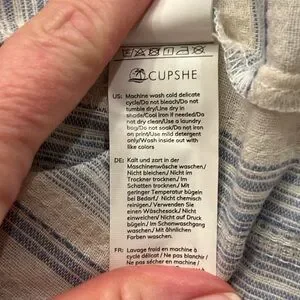 CUPSHE
US: Machine wash cold delicate
cycle/Do not bleach/Do not
tumble dry/Line dry in
shade/Cool iron if needed/Do
not dry clean/Use a laundry
bag/Do not soak/Do not iron
on print/Use mild detergent
only/Wash inside out with
like colors
DE: Kalt und zart in der
Maschinenwäsche waschen./
Nicht bleichen./ Nicht im
Trockner trocknen./ Im
Schatten trocknen./ Mit
geringer Temperatur bügeln
bei Bedarf./ Nicht chemisch
reinigen./ Verwenden Sie
einen Wäschesack./ Nicht
einweichen./ Nicht auf Druck
bügeln./ Im Schonwaschgang
waschen./ Mit ähnlichen
Farben waschen.
FR: Lavage froid en machine à
cycle délicat / Ne pas blanchir
/ Ne pas sécher en machine /